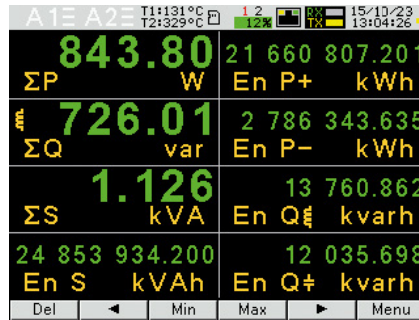 A1 A2 T1:131°C T2:329°C 1 2 12% RX TX 15/10/23 13:04:26
843.80
ΣP W
21 660 807.20
En P+ kWh
726.01
ΣQ var
2 786 343.635
En P− kWh
1.126
ΣS kVA
13 760.862
En Q kvarh
24 853 934.200
En S kVAh
12 035.698
En Q kvarh
Del ◄ Min Max ► Menu